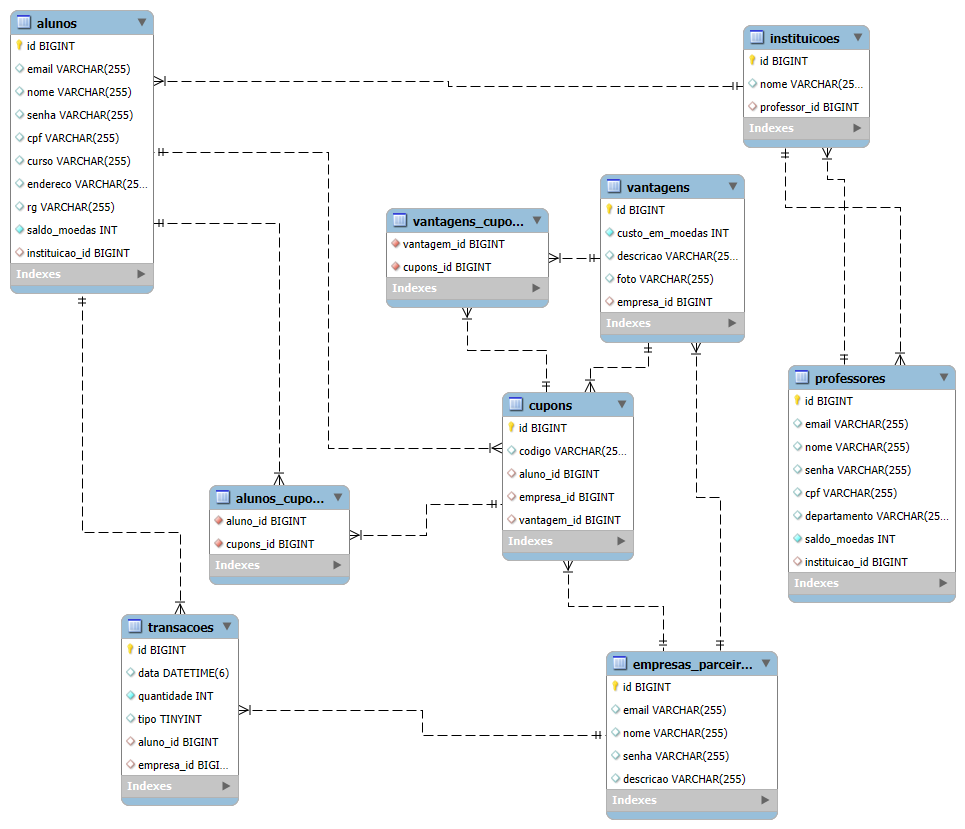 alunos
id BIGINT
email VARCHAR(255)
nome VARCHAR(255)
senha VARCHAR(255)
cpf VARCHAR(255)
curso VARCHAR(255)
endereco VARCHAR(25...
rg VARCHAR(255)
saldo_moedas INT
instituicao_id BIGINT
Indexes
instituicoes
id BIGINT
nome VARCHAR(25...
professor_id BIGINT
Indexes
vantagens_cupo...
vantagem_id BIGINT
cupons_id BIGINT
Indexes
vantagens
id BIGINT
custo_em_moedas INT
descricao VARCHAR(25...
foto VARCHAR(255)
empresa_id BIGINT
Indexes
cupons
id BIGINT
codigo VARCHAR(25...
aluno_id BIGINT
empresa_id BIGINT
vantagem_id BIGINT
Indexes
professores
id BIGINT
email VARCHAR(255)
nome VARCHAR(255)
senha VARCHAR(255)
cpf VARCHAR(255)
departamento VARCHAR(25...
saldo_moedas INT
instituicao_id BIGINT
Indexes
alunos_cupo...
aluno_id BIGINT
cupons_id BIGINT
Indexes
transacoes
id BIGINT
data DATETIME(6)
quantidade INT
tipo TINYINT
aluno_id BIGINT
empresa_id BIGI...
Indexes
empresas_parceir...
id BIGINT
email VARCHAR(255)
nome VARCHAR(255)
senha VARCHAR(255)
descricao VARCHAR(255)
Indexes